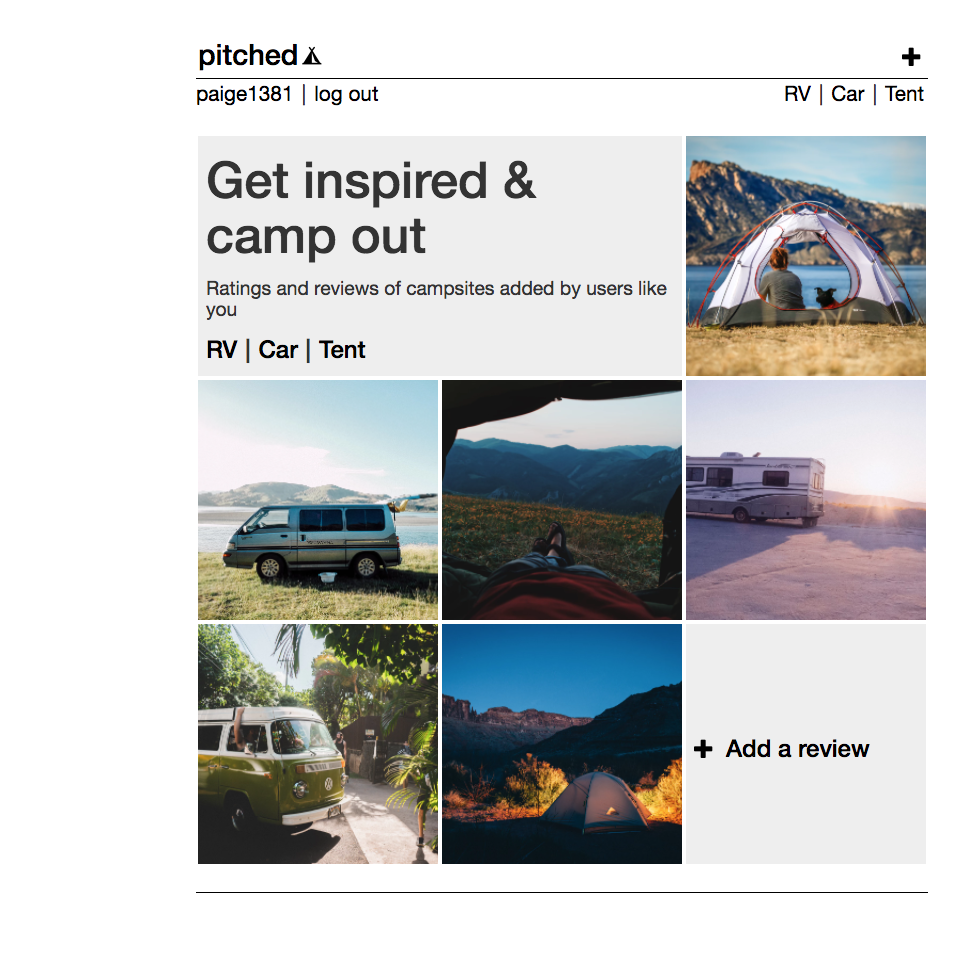 pitched
paige1381 | log out
RV | Car | Tent
Get inspired &
camp out
Ratings and reviews of campsites added by users like
you
RV | Car | Tent
Add a review